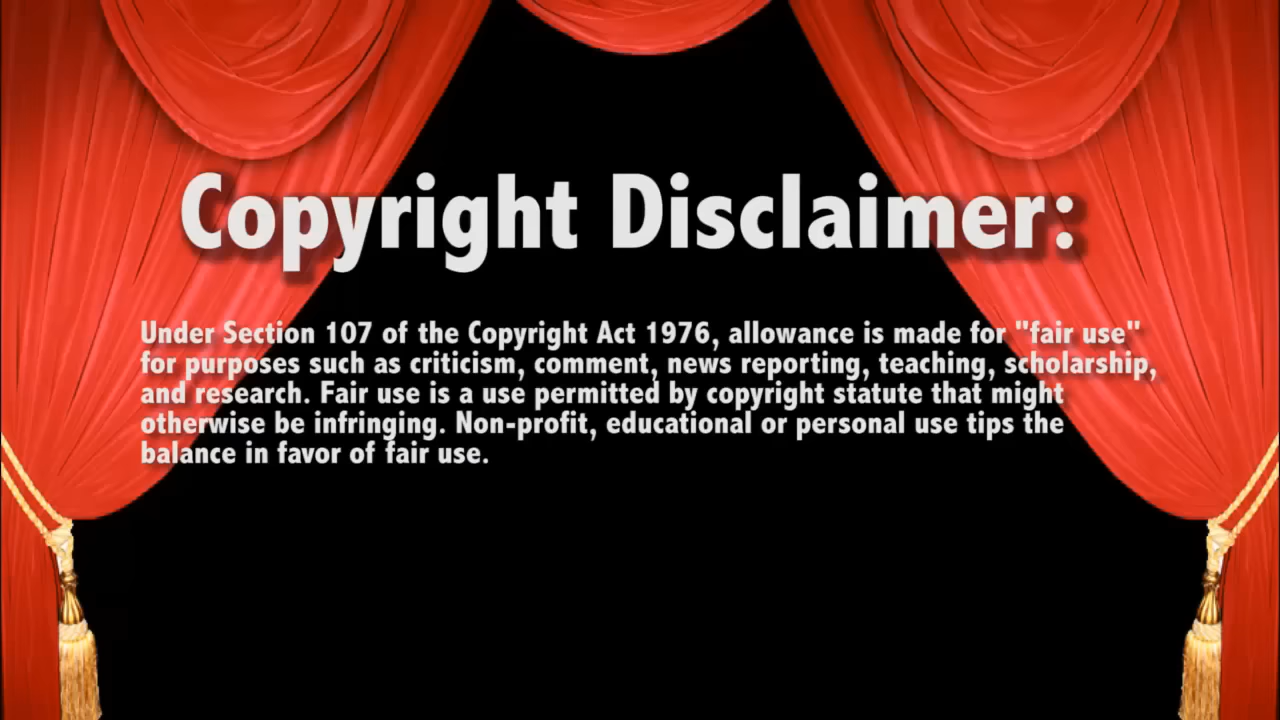 Copyright Disclaimer:
Under Section 107 of the Copyright Act 1976, allowance is made for "fair use"
for purposes such as criticism, comment, news reporting, teaching, scholarship,
and research. Fair use is a use permitted by copyright statute that might
otherwise be infringing. Non-profit, educational or personal use tips the
balance in favor of fair use.